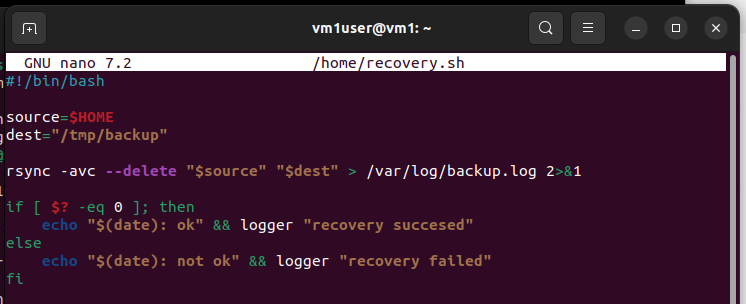 vm1user@vm1: ~
GNU nano 7.2 /home/recovery.sh
#!/bin/bash
source=$HOME
dest="/tmp/backup"
rsync -avc --delete "$source" "$dest" > /var/log/backup.log 2>&1
if [ $? -eq 0 ]; then
    echo "$(date): ok" && logger "recovery succesed"
else
    echo "$(date): not ok" && logger "recovery failed"
fi